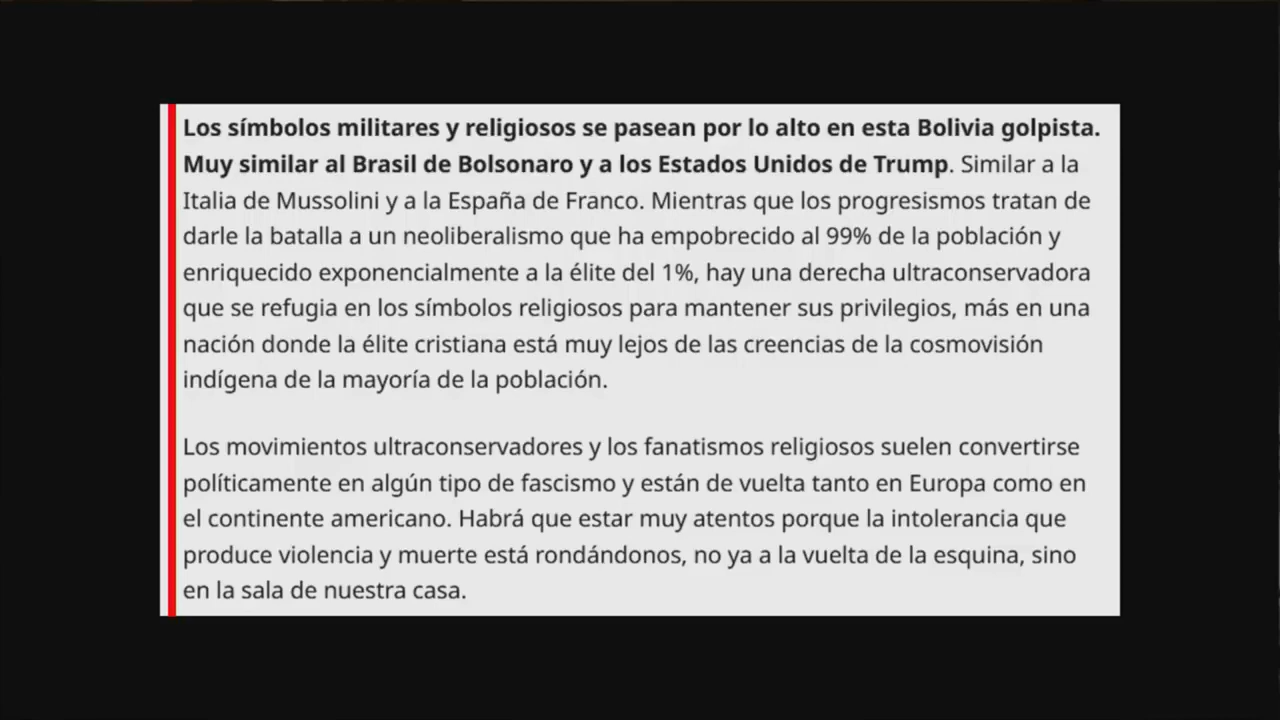 Los símbolos militares y religiosos se pasean por lo alto en esta Bolivia golpista.
Muy similar al Brasil de Bolsonaro y a los Estados Unidos de Trump. Similar a la
Italia de Mussolini y a la España de Franco. Mientras que los progresismos tratan de
darle la batalla a un neoliberalismo que ha empobrecido al 99% de la población y
enriquecido exponencialmente a la élite del 1%, hay una derecha ultraconservadora
que se refugia en los símbolos religiosos para mantener sus privilegios, más en una
nación donde la élite cristiana está muy lejos de las creencias de la cosmovisión
indígena de la mayoría de la población.
Los movimientos ultraconservadores y los fanatismos religiosos suelen convertirse
políticamente en algún tipo de fascismo y están de vuelta tanto en Europa como en
el continente americano. Habrá que estar muy atentos porque la intolerancia que
produce violencia y muerte está rondándonos, no ya a la vuelta de la esquina, sino
en la sala de nuestra casa.